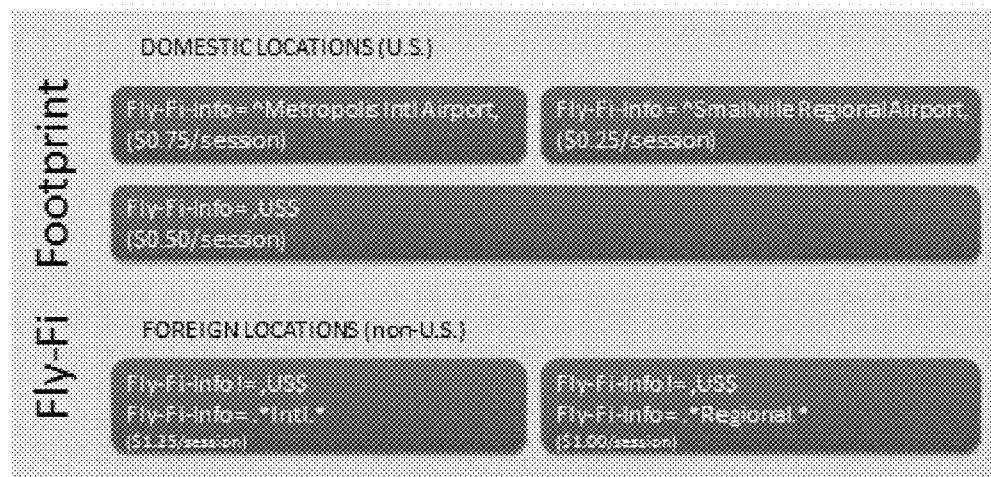 DOMESTIC LOCATIONS (U.S.)
Fly-Fi-Info=.*Metropolis Intl Airport,
($0.75/session)
Fly-Fi-Info=.*Smallville Regional Airport,
($0.25/session)
Fly-Fi-Info=,US$
($0.50/session)
Fly-Fi Footprint
FOREIGN LOCATIONS (non-U.S.)
Fly-Fi-Info!=,US$
Fly-Fi-Info=.*Intl.*
($1.25/session)
Fly-Fi-Info!=,US$
Fly-Fi-Info=.*Regional.*
($1.00/session)